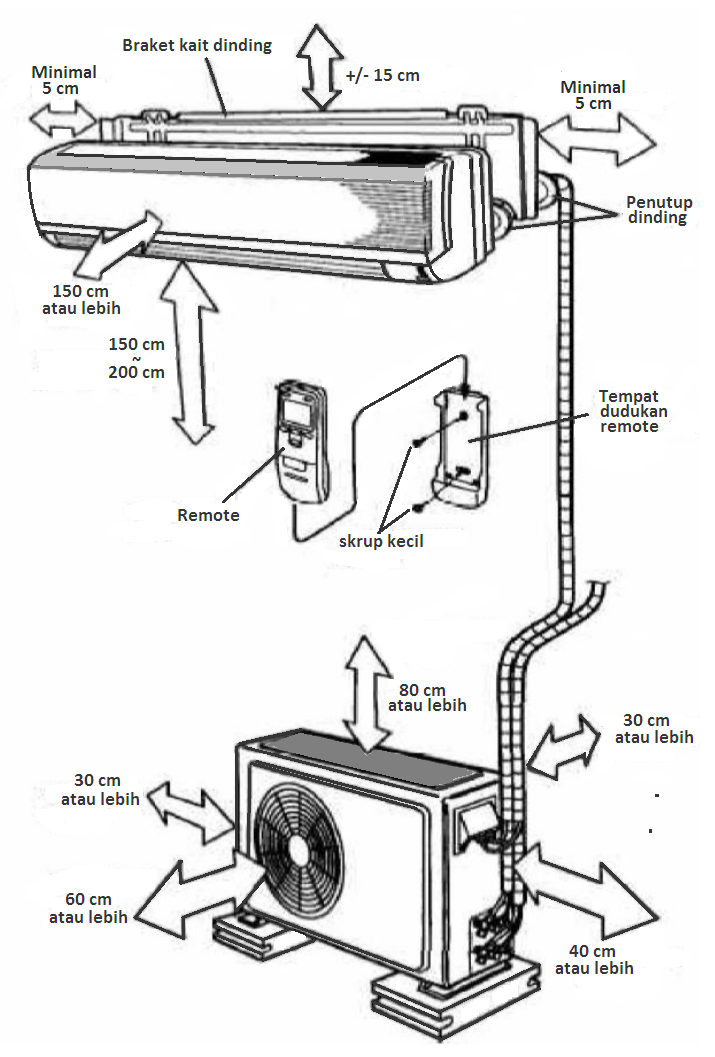 Braket kait dinding
+/- 15 cm
Minimal
5 cm
Minimal
5 cm
Penutup
dinding
150 cm
atau lebih
150 cm
~
200 cm
Tempat
dudukan
remote
Remote
skrup kecil
80 cm
atau lebih
30 cm
atau lebih
30 cm
atau lebih
60 cm
atau lebih
40 cm
atau lebih